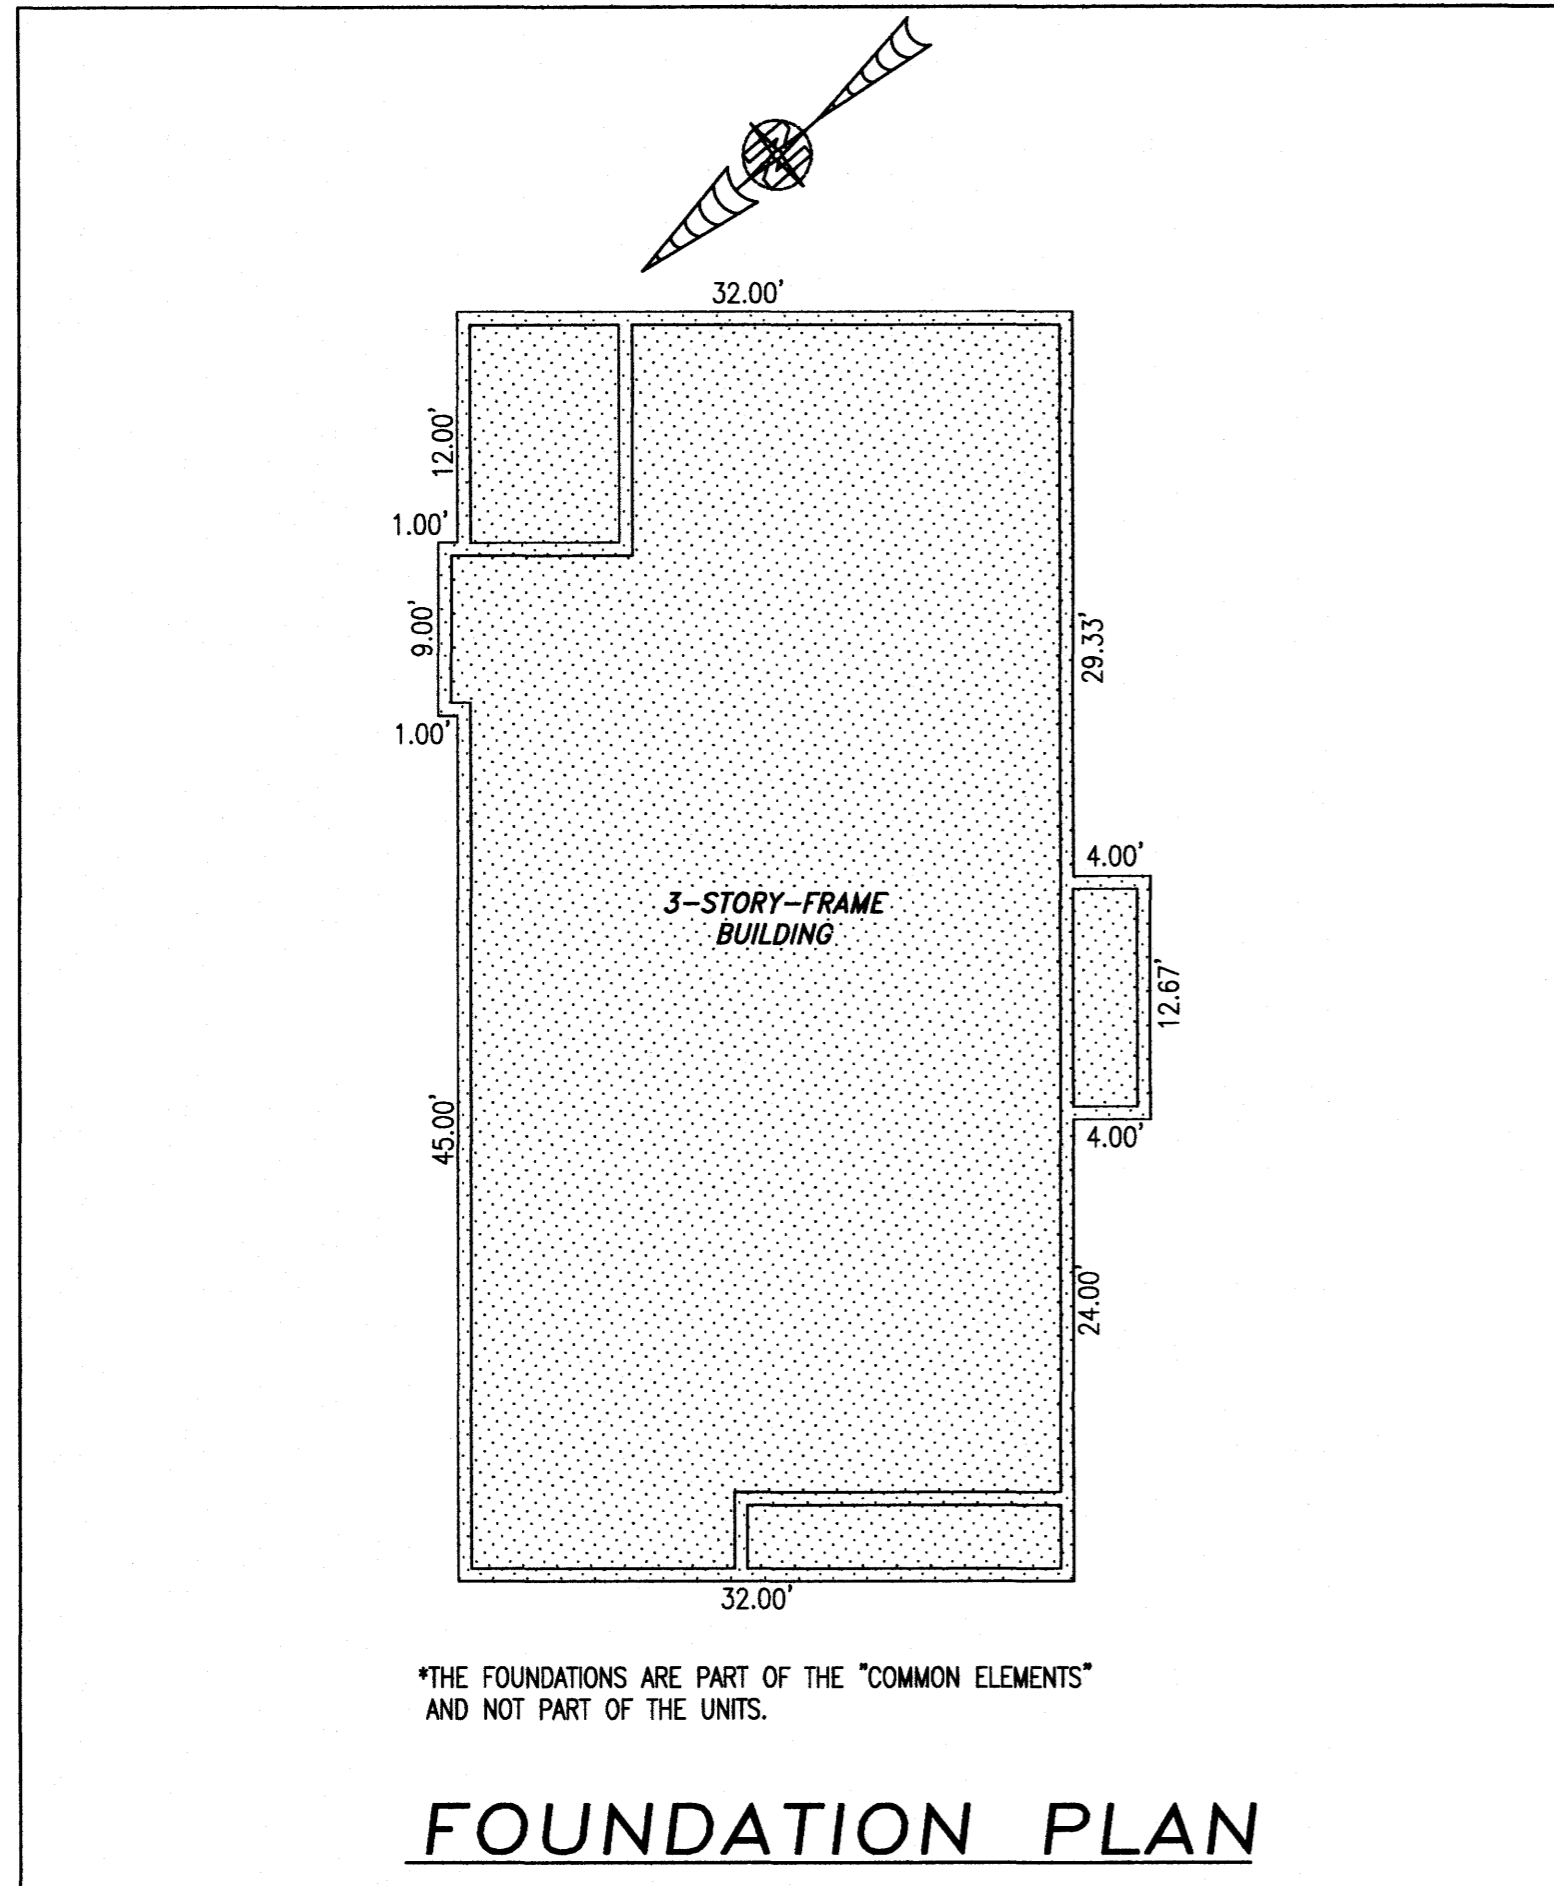 32.00'
12.00'
1.00'
9.00'
29.33'
1.00'
4.00'
3-STORY-FRAME
BUILDING
12.67'
45.00'
4.00'
24.00'
32.00'
*THE FOUNDATIONS ARE PART OF THE "COMMON ELEMENTS"
AND NOT PART OF THE UNITS.
FOUNDATION PLAN